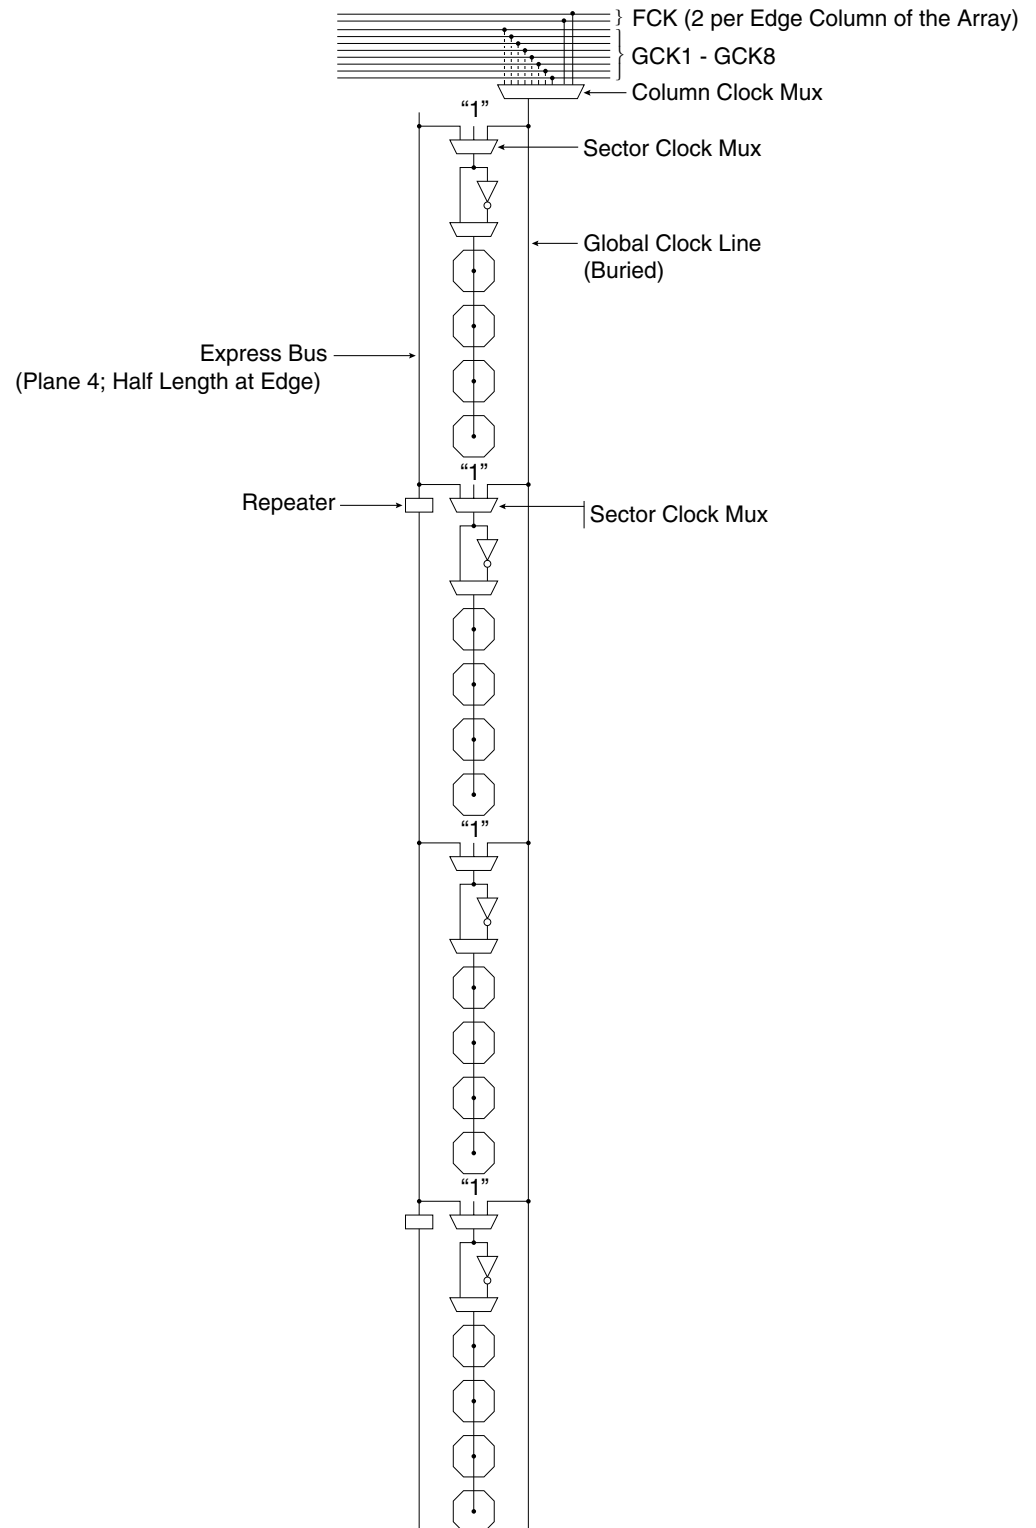 FCK (2 per Edge Column of the Array)
GCK1 - GCK8
Column Clock Mux
“1”
Sector Clock Mux
Global Clock Line
(Buried)
Express Bus
(Plane 4; Half Length at Edge)
“1”
Repeater
Sector Clock Mux
“1”
“1”